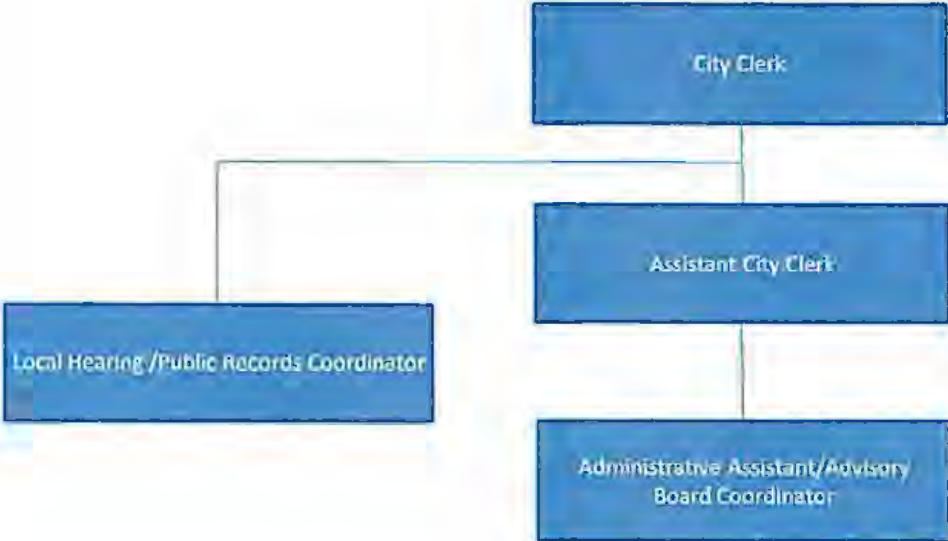 City Clerk
Assistant City Clerk
Local Hearing /Public Records Coordinator
Administrative Assistant/Advisory
Board Coordinator